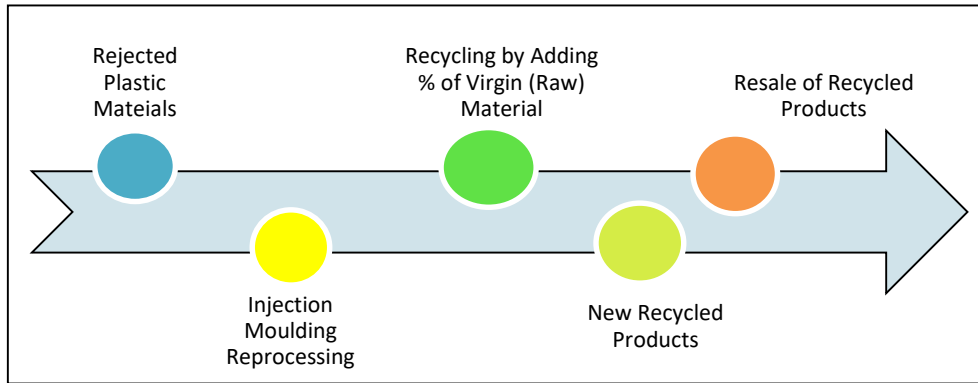 Rejected
Plastic
Mateials
Injection
Moulding
Reprocessing
Recycling by Adding
% of Virgin (Raw)
Material
New Recycled
Products
Resale of Recycled
Products